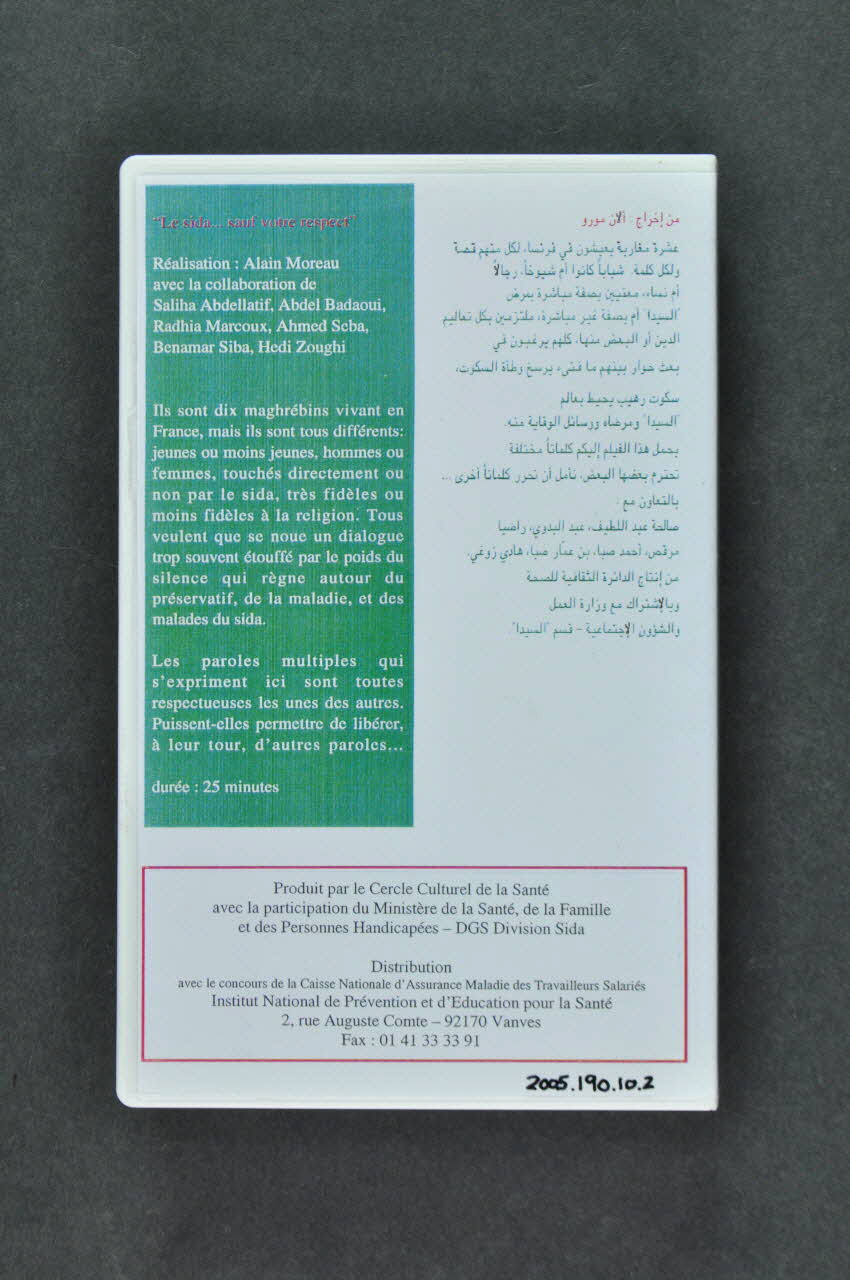 "Le sida... sauf votre respect"
Réalisation : Alain Moreau
avec la collaboration de
Saliha Abdellatif, Abdel Badaoui,
Radhia Marcoux, Ahmed Seba,
Benamar Siba, Hedi Zoughi
Ils sont dix maghrébins vivant en
France, mais ils sont tous différents:
jeunes ou moins jeunes, hommes ou
femmes, touchés directement ou
non par le sida, très fidèles ou
moins fidèles à la religion. Tous
veulent que se noue un dialogue
trop souvent étouffé par le poids du
silence qui règne autour du
préservatif, de la maladie, et des
malades du sida.
Les paroles multiples qui
s'expriment ici sont toutes
respectueuses les unes des autres.
Puissent-elles permettre de libérer,
à leur tour, d'autres paroles...
durée : 25 minutes
من إخراج : آلان مورو
عشرة مغاربة يعيشون في فرنسا، لكل منهم قصة
ولكل كلمة. شباباً كانوا أم شيوخاً، رجالاً
أم نساء، معنيين بصفة مباشرة بمرض
"السيدا" أم بصفة غير مباشرة، ملتزمين بكل تعاليم
الدين أو البعض منها، كلهم يرغبون في
بعث حوار بينهم ما فتىء يرسخ وطأة السكوت،
سكوت رهيب يحيط بعالم
"السيدا" ومرضاه ورسائل الوقاية منه.
يحمل هذا الفيلم إليكم كلماتاً مختلفة
تحترم بعضها البعض، نأمل أن تحرر كلماتاً أخرى ...
بالتعاون مع :
صالحة عبد اللطيف، عبد البدوي، راضيا
مرقص، أحمد صبا، بن عمّار صبا، هادي زوغي.
من إنتاج الدائرة الثقافية للصحة
وبالإشتراك مع وزارة العمل
والشؤون الإجتماعية - قسم "السيدا".
Produit par le Cercle Culturel de la Santé
avec la participation du Ministère de la Santé, de la Famille
et des Personnes Handicapées – DGS Division Sida
Distribution
avec le concours de la Caisse Nationale d'Assurance Maladie des Travailleurs Salariés
Institut National de Prévention et d'Education pour la Santé
2, rue Auguste Comte – 92170 Vanves
Fax : 01 41 33 33 91
2005.190.10.2